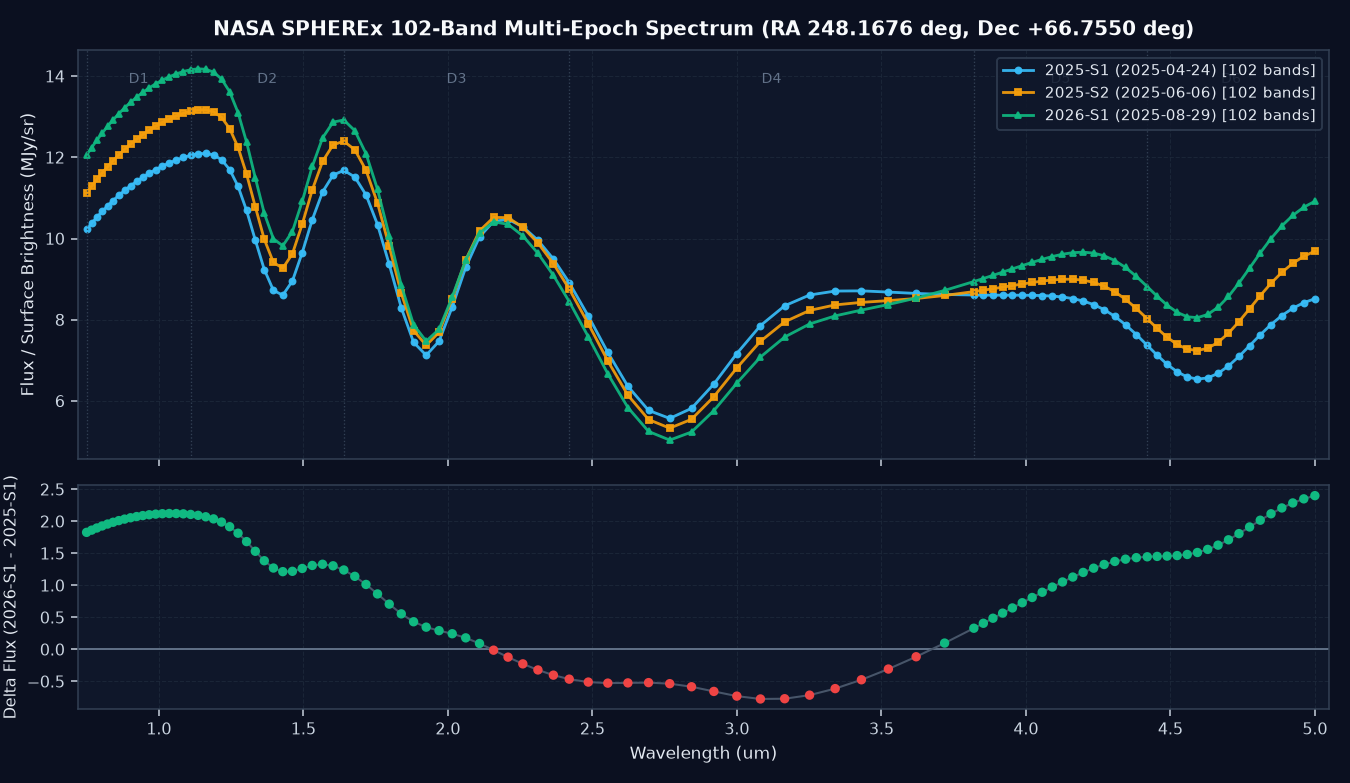 NASA SPHEREx 102-Band Multi-Epoch Spectrum (RA 248.1676 deg, Dec +66.7550 deg)
D1
D2
D3
D4
2025-S1 (2025-04-24) [102 bands]
2025-S2 (2025-06-06) [102 bands]
2026-S1 (2025-08-29) [102 bands]
Flux / Surface Brightness (MJy/sr)
14
12
10
8
6
Delta Flux (2026-S1 - 2025-S1)
2.5
2.0
1.5
1.0
0.5
0.0
−0.5
1.0
1.5
2.0
2.5
3.0
3.5
4.0
4.5
5.0
Wavelength (um)